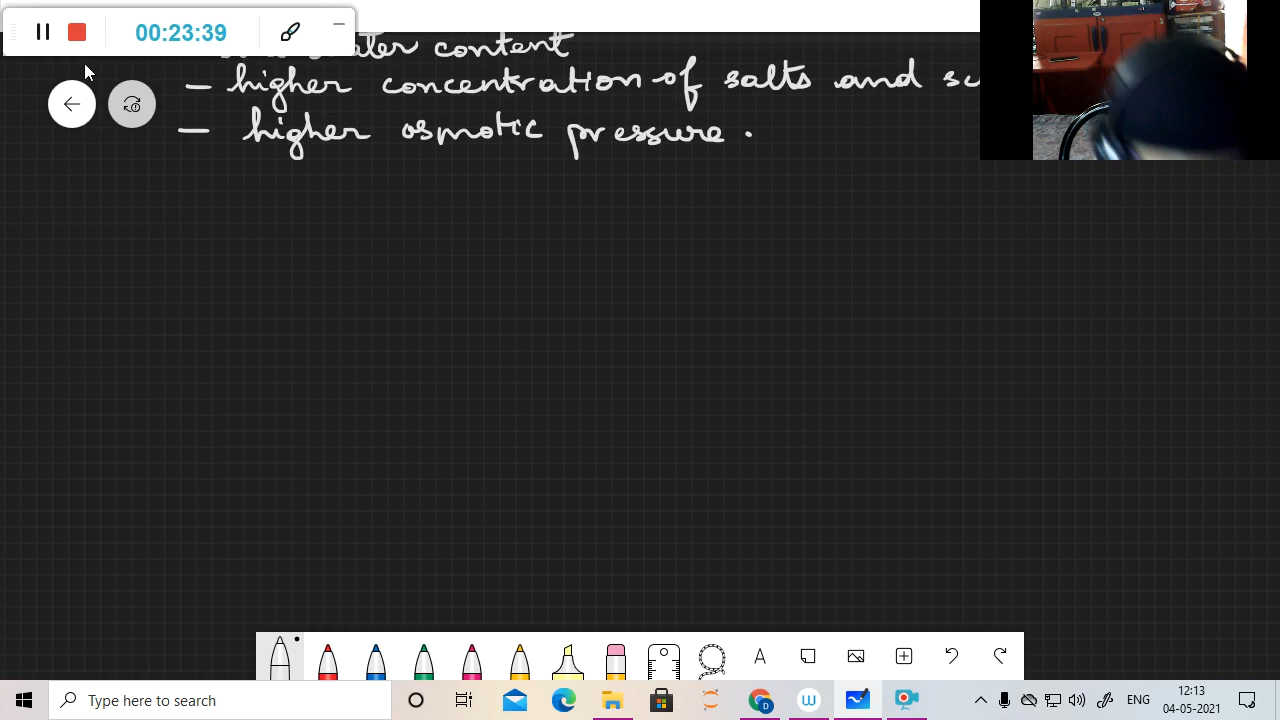 00:23:39
water content
– higher concentration of salts and
– higher osmotic pressure.
A
Type here to search
D
W
ENG
12:13
04-05-2021